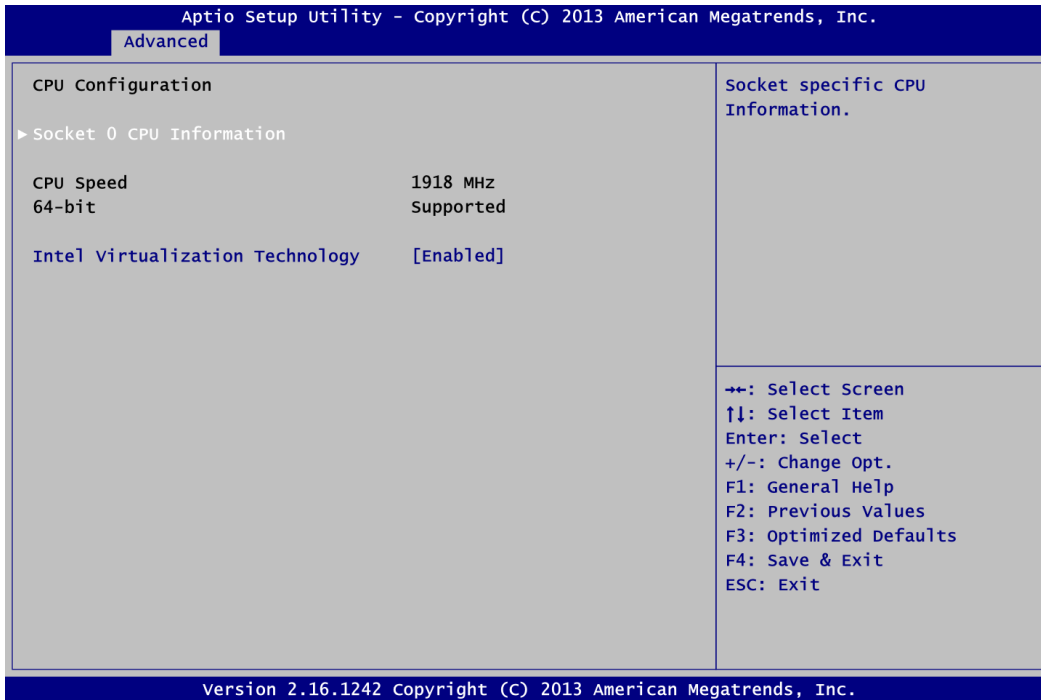 Aptio Setup Utility - Copyright (C) 2013 American Megatrends, Inc.
Advanced
CPU Configuration
▶ Socket 0 CPU Information
CPU Speed 1918 MHz
64-bit Supported
Intel Virtualization Technology [Enabled]
Socket specific CPU
Information.
→←: Select Screen
↑↓: Select Item
Enter: Select
+/-: Change Opt.
F1: General Help
F2: Previous Values
F3: Optimized Defaults
F4: Save & Exit
ESC: Exit
Version 2.16.1242 Copyright (C) 2013 American Megatrends, Inc.